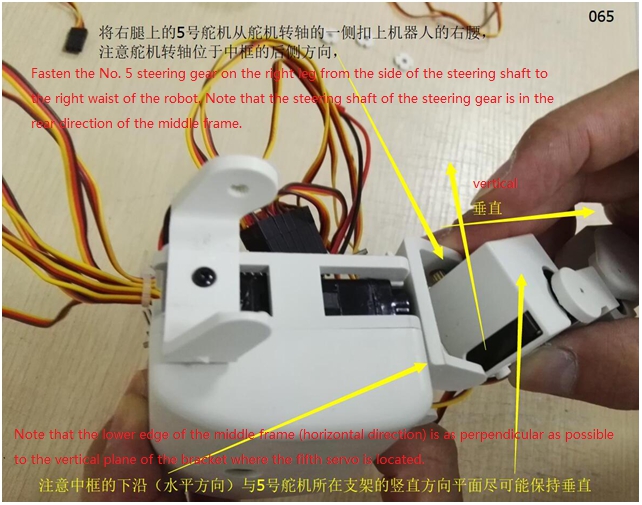 065
将右腿上的5号舵机从舵机转轴的一侧扣上机器人的右腰，
注意舵机转轴位于中框的后侧方向，
Fasten the No. 5 steering gear on the right leg from the side of the steering shaft to
the right waist of the robot, Note that the steering shaft of the steering gear is in the
rear direction of the middle frame.
vertical
垂直
Note that the lower edge of the middle frame (horizontal direction) is as perpendicular as possible
to the vertical plane of the bracket where the fifth servo is located.
注意中框的下沿（水平方向）与5号舵机所在支架的竖直方向平面尽可能保持垂直